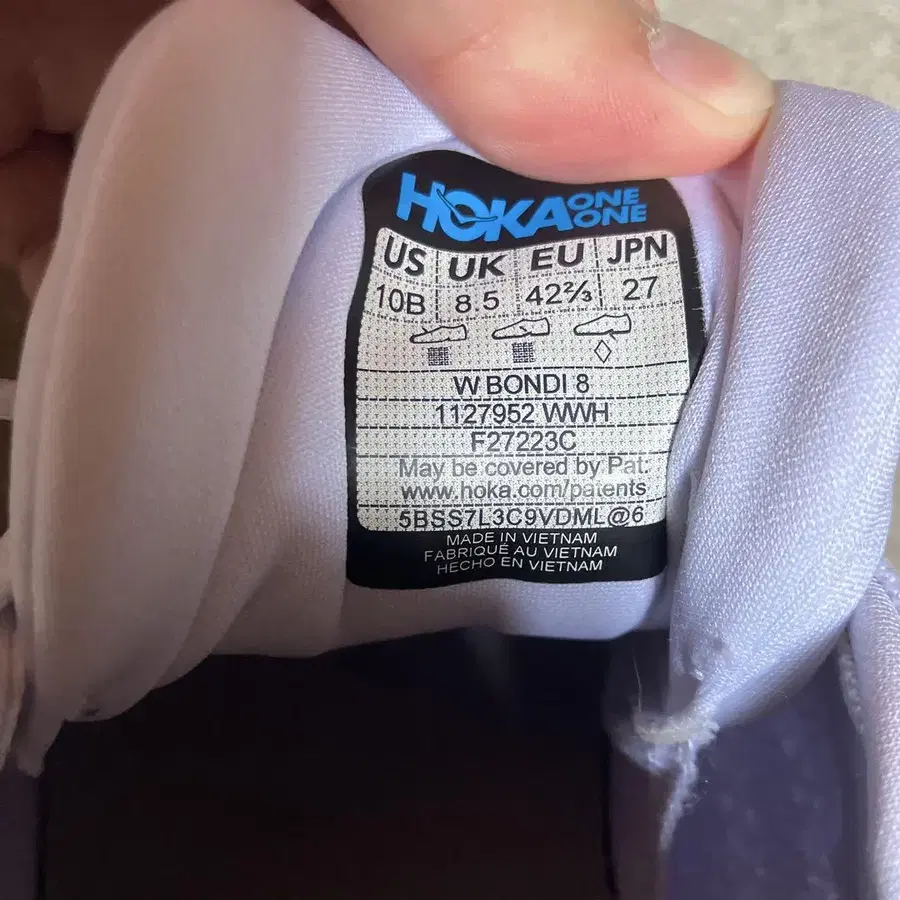 HOKA ONE ONE
US UK EU JPN
10B 8.5 42⅔ 27
W BONDI 8
1127952 WWH
F27223C
May be covered by Pat:
www.hoka.com/patents
5BSS7L3C9VDML@6
MADE IN VIETNAM
FABRIQUÉ AU VIETNAM
HECHO EN VIETNAM